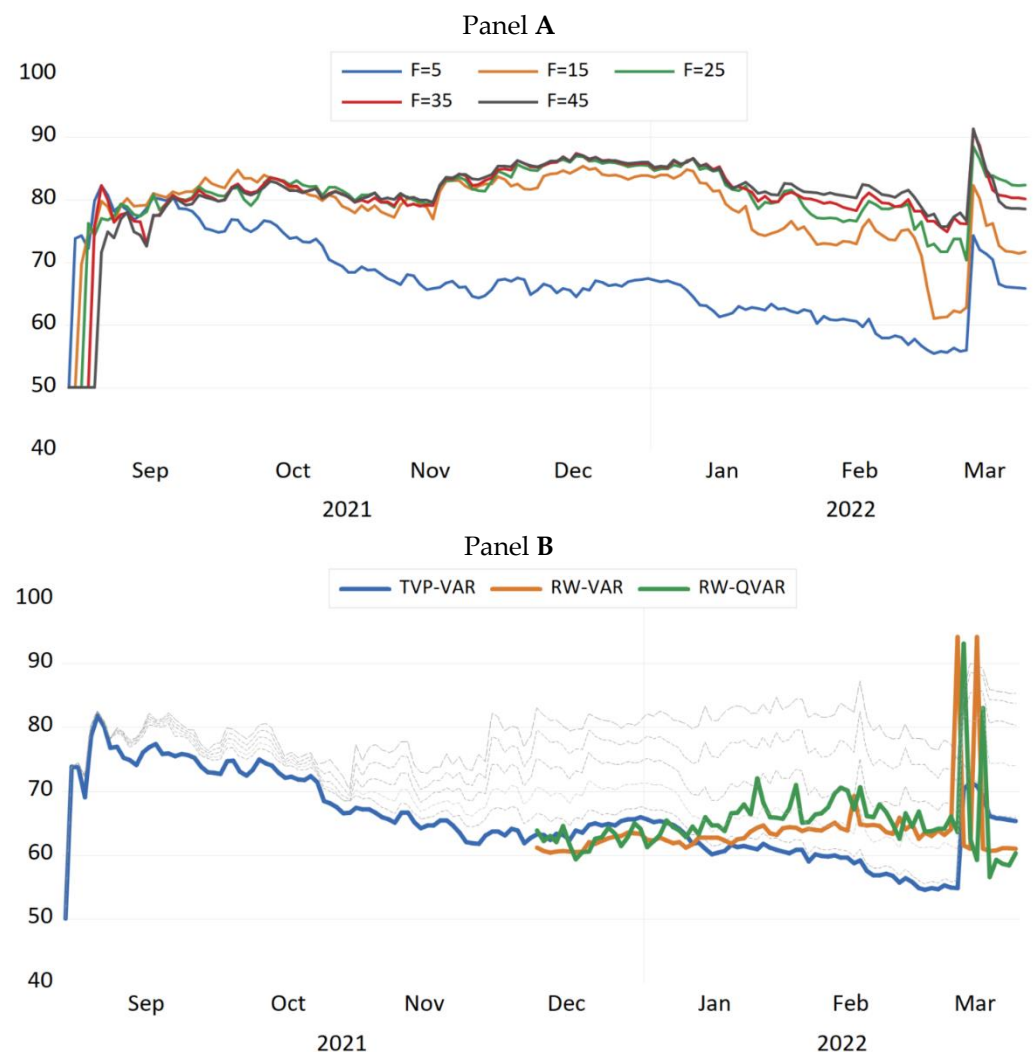 Panel A
100
F=5 F=15 F=25
F=35 F=45
90
80
70
60
50
40
Sep Oct Nov Dec Jan Feb Mar
2021 2022
Panel B
TVP-VAR RW-VAR RW-QVAR
100
90
80
70
60
50
40
Sep Oct Nov Dec Jan Feb Mar
2021 2022